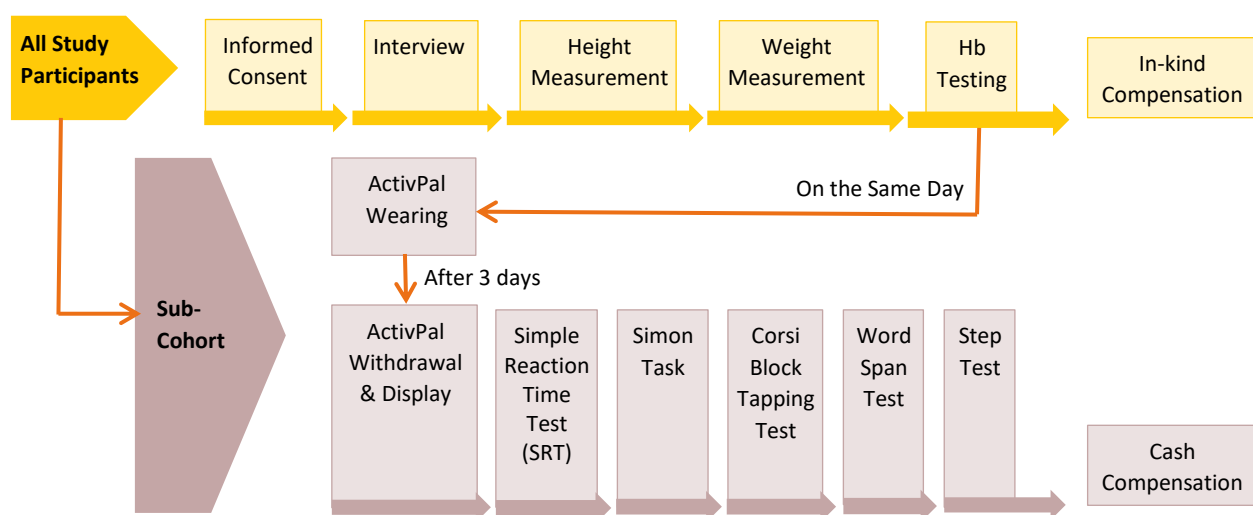 All Study
Participants
Informed
Consent
Interview
Height
Measurement
Weight
Measurement
Hb
Testing
In-kind
Compensation
ActivPal
Wearing
On the Same Day
After 3 days
Sub-
Cohort
ActivPal
Withdrawal
& Display
Simple
Reaction
Time
Test
(SRT)
Simon
Task
Corsi
Block
Tapping
Test
Word
Span
Test
Step
Test
Cash
Compensation